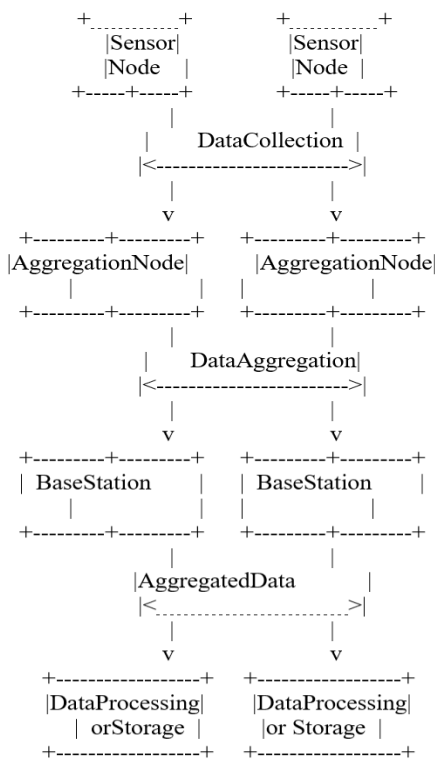 Sensor Sensor
Node Node
DataCollection
v v
AggregationNode AggregationNode
DataAggregation
v v
BaseStation BaseStation
AggregatedData
v v
DataProcessing DataProcessing
orStorage or Storage